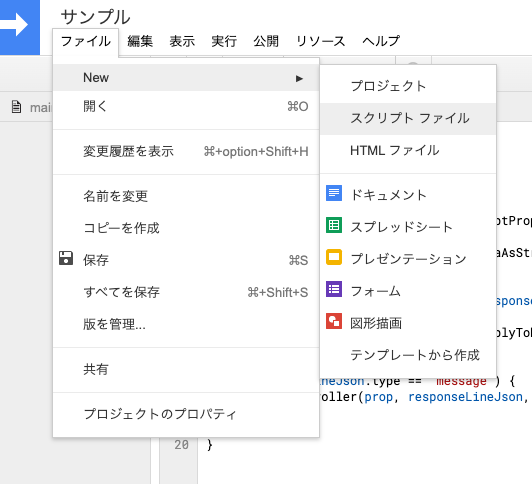 サンプル
ファイル 編集 表示 実行 公開 リソース ヘルプ
New ▶
開く ⌘O
変更履歴を表示 ⌘+option+Shift+H
名前を変更
コピーを作成
保存 ⌘S
すべてを保存 ⌘+Shift+S
版を管理...
共有
プロジェクトのプロパティ
プロジェクト
スクリプト ファイル
HTML ファイル
ドキュメント
スプレッドシート
プレゼンテーション
フォーム
図形描画
テンプレートから作成
ineJson.type == "message") {
roller(prop, responseLineJson,
20 }